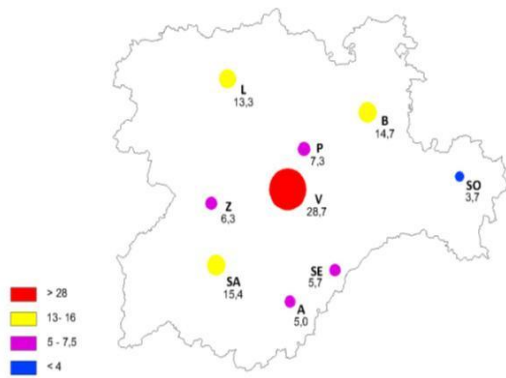 L
13,3
B
14,7
P
7,3
SO
3,7
V
28,7
Z
6,3
SA
15,4
SE
5,7
A
5,0
> 28
13- 16
5 - 7,5
< 4